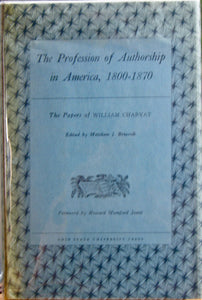 The Profession of Authorship
in America, 1800-1870
The Papers of WILLIAM CHARVAT
Edited by Matthew J. Bruccoli
Foreword by Howard Mumford Jones
OHIO STATE UNIVERSITY PRESS